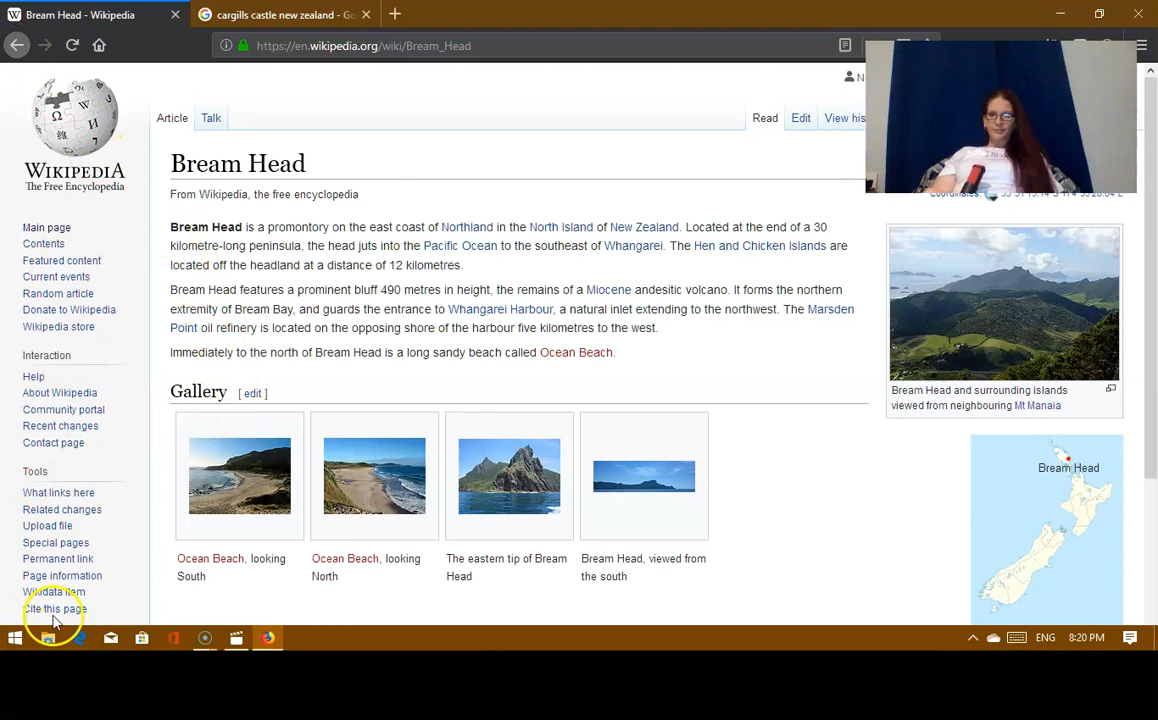 Bream Head - Wikipedia
cargills castle new zealand - Go
https://en.wikipedia.org/wiki/Bream_Head
WIKIPEDIA
The Free Encyclopedia
Main page
Contents
Featured content
Current events
Random article
Donate to Wikipedia
Wikipedia store
Interaction
Help
About Wikipedia
Community portal
Recent changes
Contact page
Tools
What links here
Related changes
Upload file
Special pages
Permanent link
Page information
Wikidata item
Cite this page
Article Talk
Read Edit View his
Bream Head
From Wikipedia, the free encyclopedia
Bream Head is a promontory on the east coast of Northland in the North Island of New Zealand. Located at the end of a 30
kilometre-long peninsula, the head juts into the Pacific Ocean to the southeast of Whangarei. The Hen and Chicken Islands are
located off the headland at a distance of 12 kilometres.
Bream Head features a prominent bluff 490 metres in height, the remains of a Miocene andesitic volcano. It forms the northern
extremity of Bream Bay, and guards the entrance to Whangarei Harbour, a natural inlet extending to the northwest. The Marsden
Point oil refinery is located on the opposing shore of the harbour five kilometres to the west.
Immediately to the north of Bream Head is a long sandy beach called Ocean Beach.
Gallery [ edit ]
Ocean Beach, looking
South
Ocean Beach, looking
North
The eastern tip of Bream
Head
Bream Head, viewed from
the south
Bream Head and surrounding islands
viewed from neighbouring Mt Manaia
Bream Head
ENG 8:20 PM